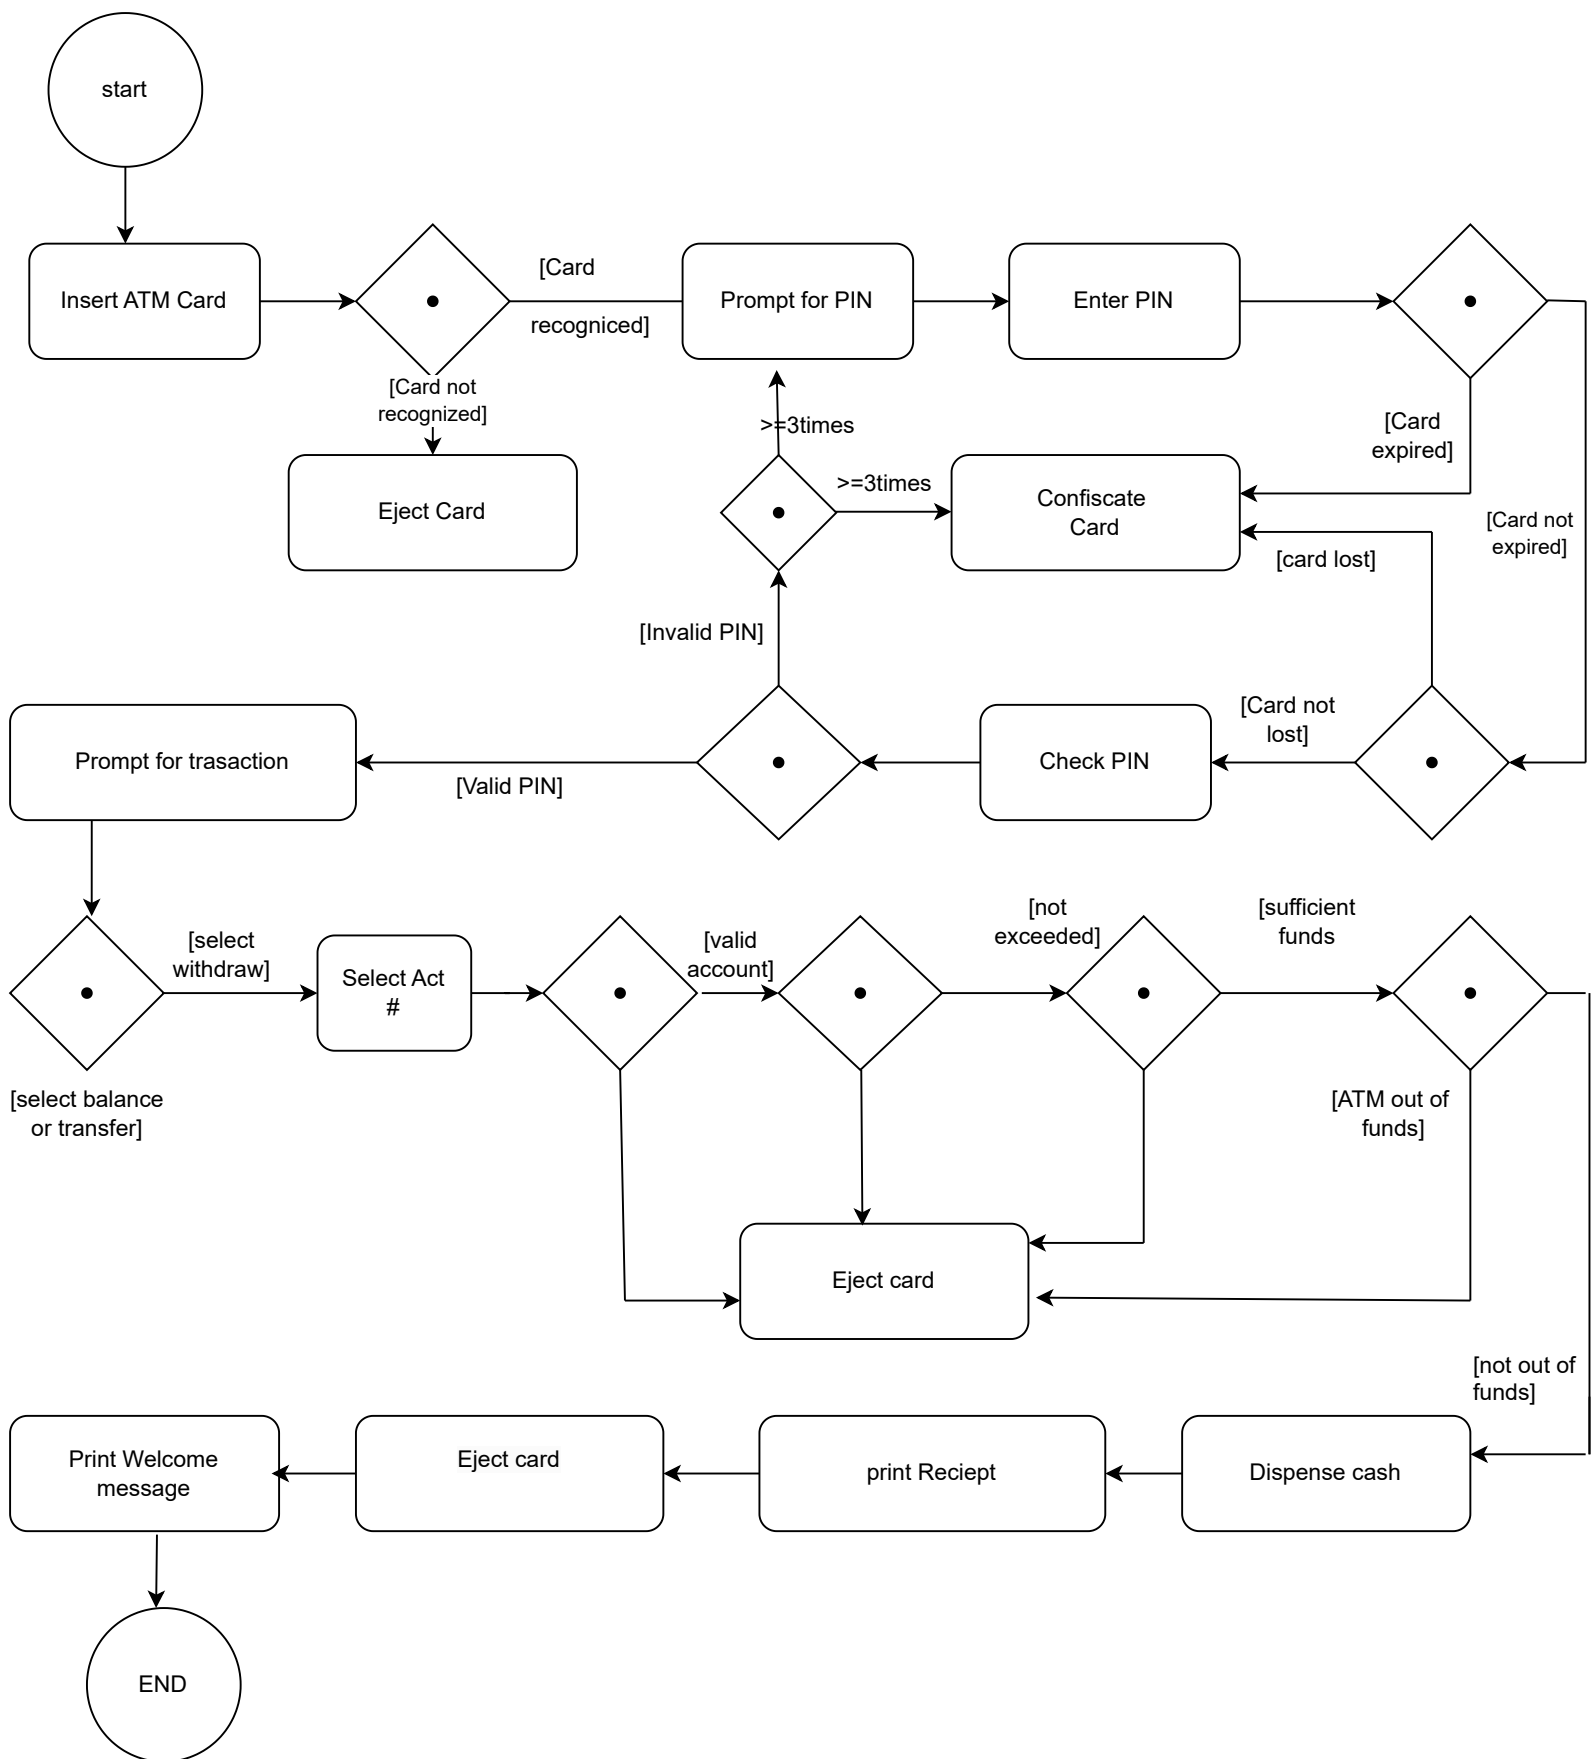 start
Insert ATM Card
[Card
recogniced]
Prompt for PIN
Enter PIN
[Card not
recognized]
Eject Card
>=3times
>=3times
Confiscate
Card
[Card
expired]
[Card not
expired]
[card lost]
[Invalid PIN]
Prompt for trasaction
[Valid PIN]
Check PIN
[Card not
lost]
[select
withdraw]
Select Act
#
[valid
account]
[not
exceeded]
[sufficient
funds
[select balance
or transfer]
[ATM out of
funds]
Eject card
[not out of
funds]
Print Welcome
message
Eject card
print Reciept
Dispense cash
END